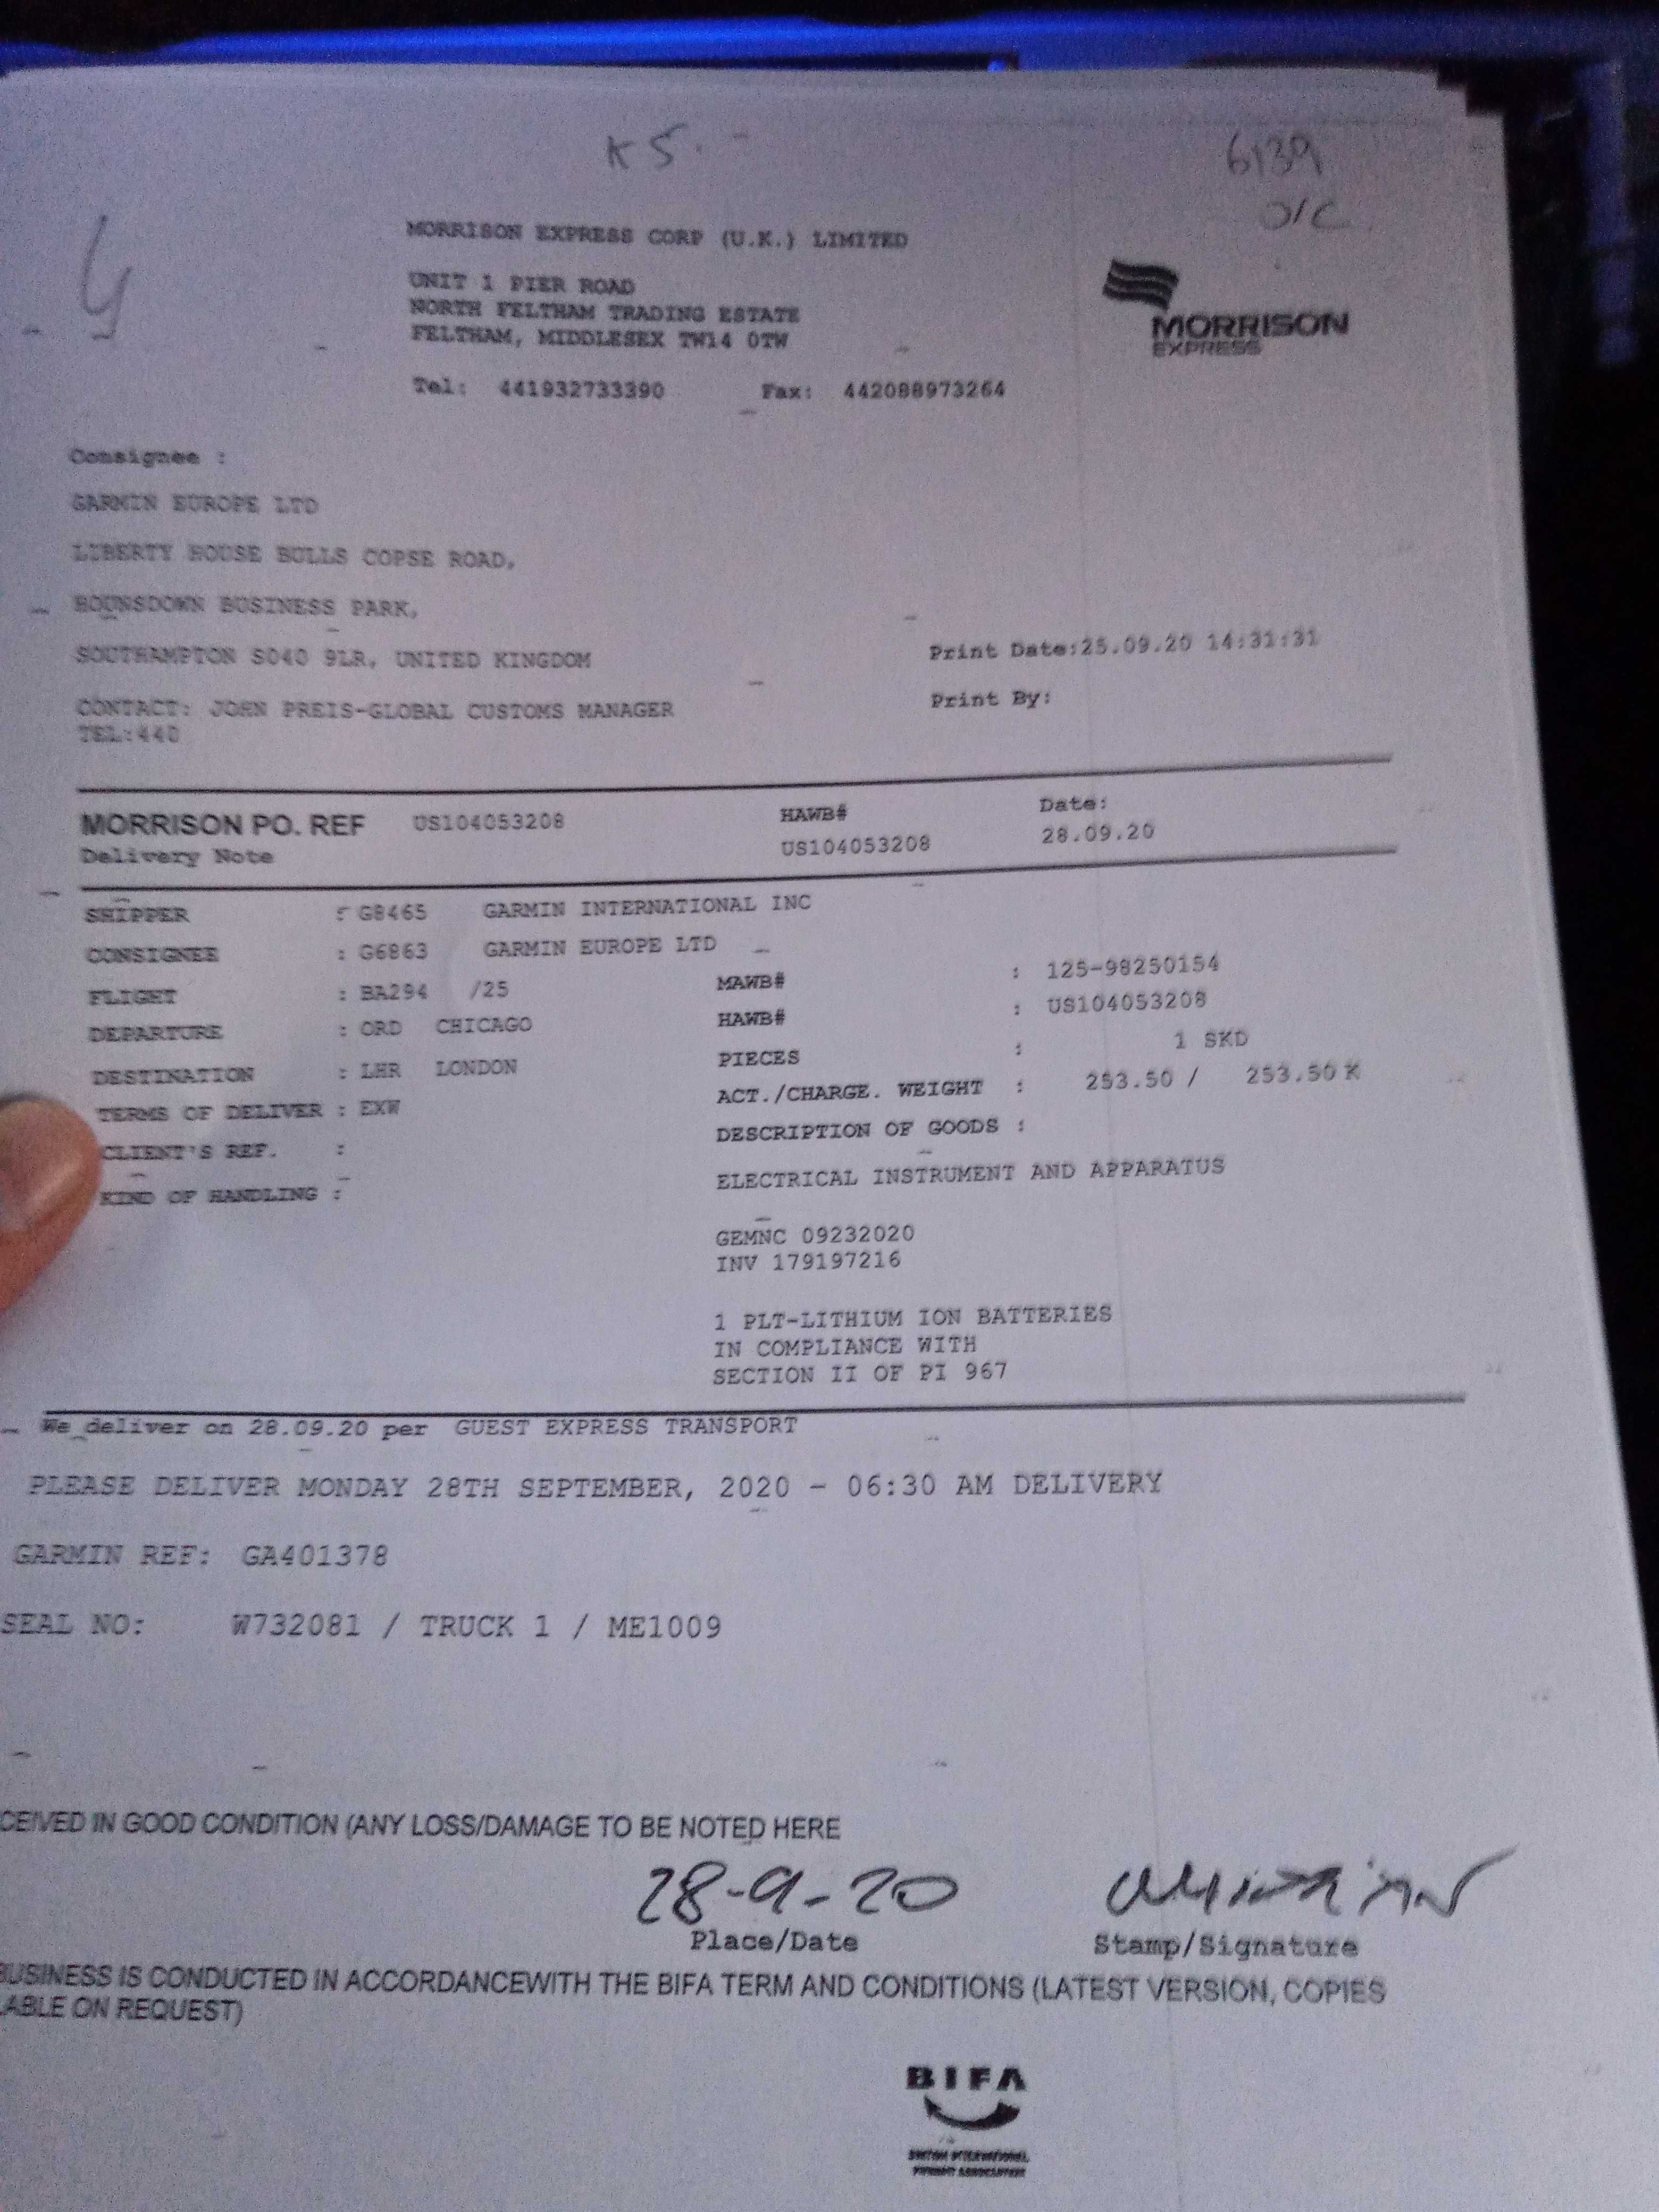 K5.
6139
O/C
4
MORRISON EXPRESS CORP (U.K.) LIMITED
UNIT 1 PIER ROAD
NORTH FELTHAM TRADING ESTATE
FELTHAM, MIDDLESEX TW14 0TW
MORRISON
EXPRESS
Tel: 441932733390 Fax: 442088973264
Consignee :
GARMIN EUROPE LTD
LIBERTY HOUSE BULLS COPSE ROAD,
HOUNSDOWN BUSINESS PARK,
SOUTHAMPTON SO40 9LR, UNITED KINGDOM
Print Date:25.09.20 14:31:31
CONTACT: JOHN PREIS-GLOBAL CUSTOMS MANAGER
Print By:
TEL:440
MORRISON PO. REF US104053208 HAWB# Date:
Delivery Note US104053208 28.09.20
SHIPPER : G8465 GARMIN INTERNATIONAL INC
CONSIGNEE : G6863 GARMIN EUROPE LTD
FLIGHT : BA294 /25 MAWB# : 125-98250154
DEPARTURE : ORD CHICAGO HAWB# : US104053208
DESTINATION : LHR LONDON PIECES : 1 SKD
TERMS OF DELIVER : EXW ACT./CHARGE. WEIGHT : 253.50 / 253.50 K
CLIENT'S REF. : DESCRIPTION OF GOODS :
KIND OF HANDLING : ELECTRICAL INSTRUMENT AND APPARATUS
GEMNC 09232020
INV 179197216
1 PLT-LITHIUM ION BATTERIES
IN COMPLIANCE WITH
SECTION II OF PI 967
We deliver on 28.09.20 per GUEST EXPRESS TRANSPORT
PLEASE DELIVER MONDAY 28TH SEPTEMBER, 2020 - 06:30 AM DELIVERY
GARMIN REF: GA401378
SEAL NO: W732081 / TRUCK 1 / ME1009
CEIVED IN GOOD CONDITION (ANY LOSS/DAMAGE TO BE NOTED HERE
28-9-20
Place/Date Stamp/Signature
BUSINESS IS CONDUCTED IN ACCORDANCEWITH THE BIFA TERM AND CONDITIONS (LATEST VERSION, COPIES
LABLE ON REQUEST)
BIFA
BRITISH INTERNATIONAL
FREIGHT ASSOCIATION